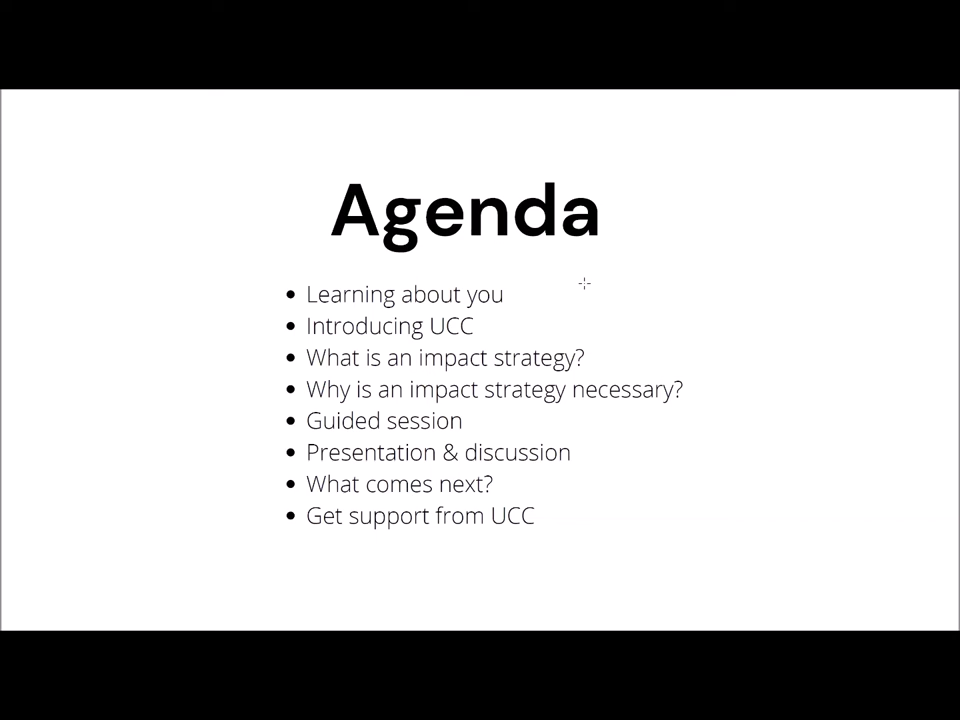 Agenda
• Learning about you
• Introducing UCC
• What is an impact strategy?
• Why is an impact strategy necessary?
• Guided session
• Presentation & discussion
• What comes next?
• Get support from UCC